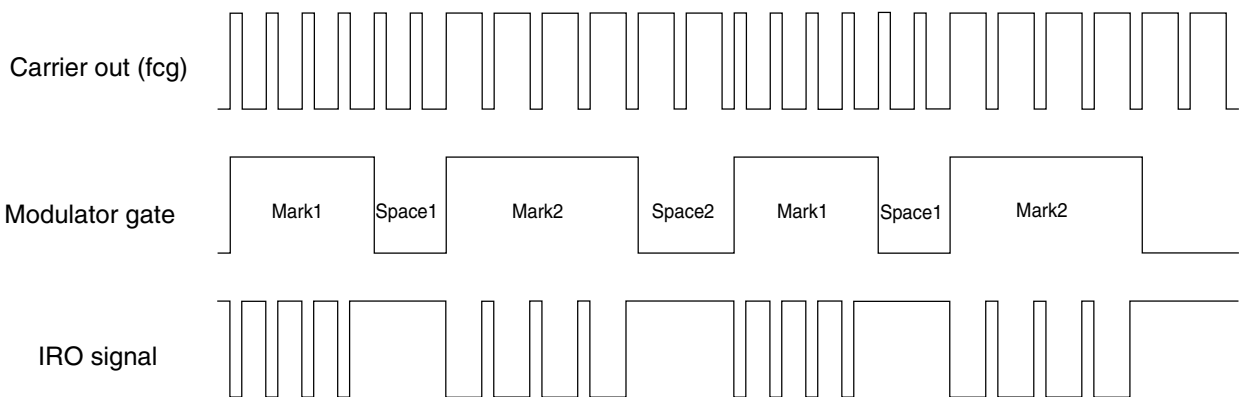 Carrier out (fcg)
Modulator gate
Mark1 Space1 Mark2 Space2 Mark1 Space1 Mark2
IRO signal